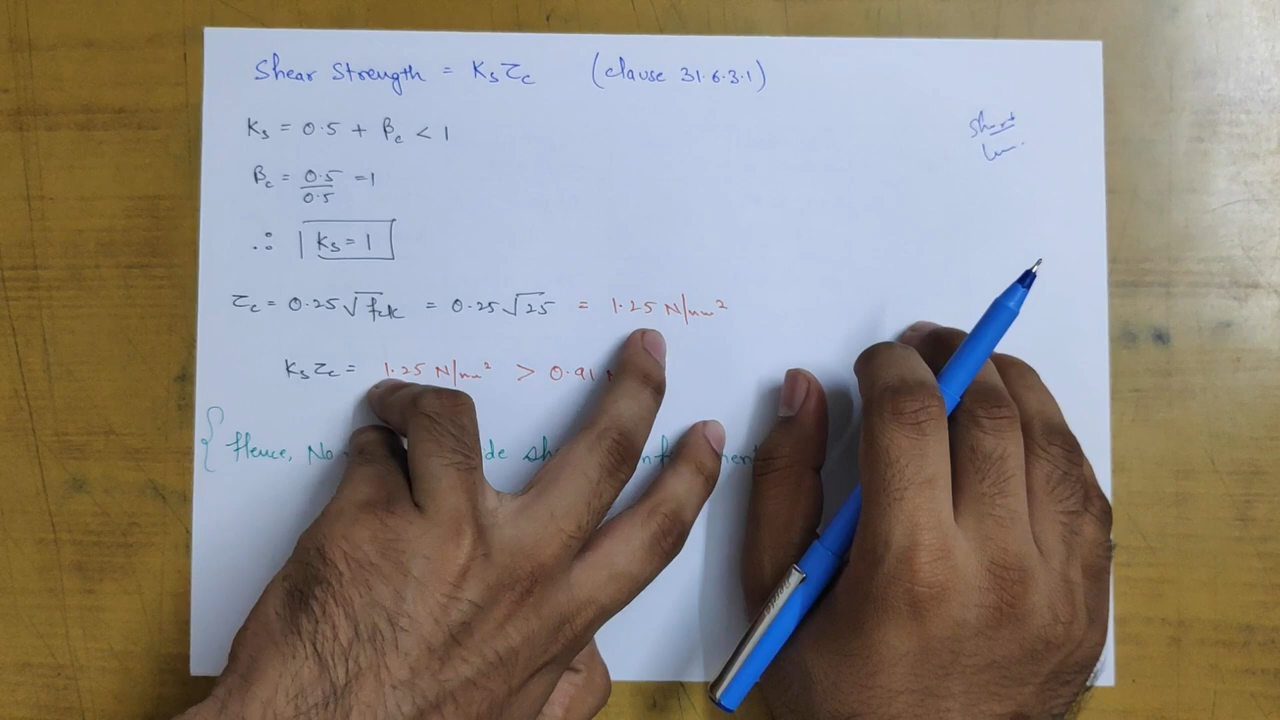 Shear Strength = Ks τc (clause 31.6.3.1)
Ks = 0.5 + βc < 1
βc = 0.5/0.5 = 1
∴ Ks = 1
τc = 0.25√fck = 0.25√25 = 1.25 N/mm²
Ks τc = 1.25 N/mm² > 0.91
Hence, No